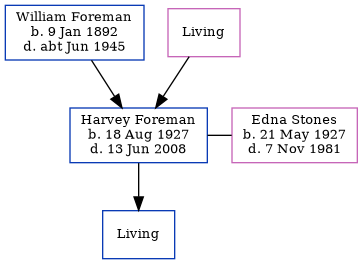 William Foreman
b. 9 Jan 1892
d. abt Jun 1945
Living
Harvey Foreman
b. 18 Aug 1927
d. 13 Jun 2008
Edna Stones
b. 21 May 1927
d. 7 Nov 1981
Living